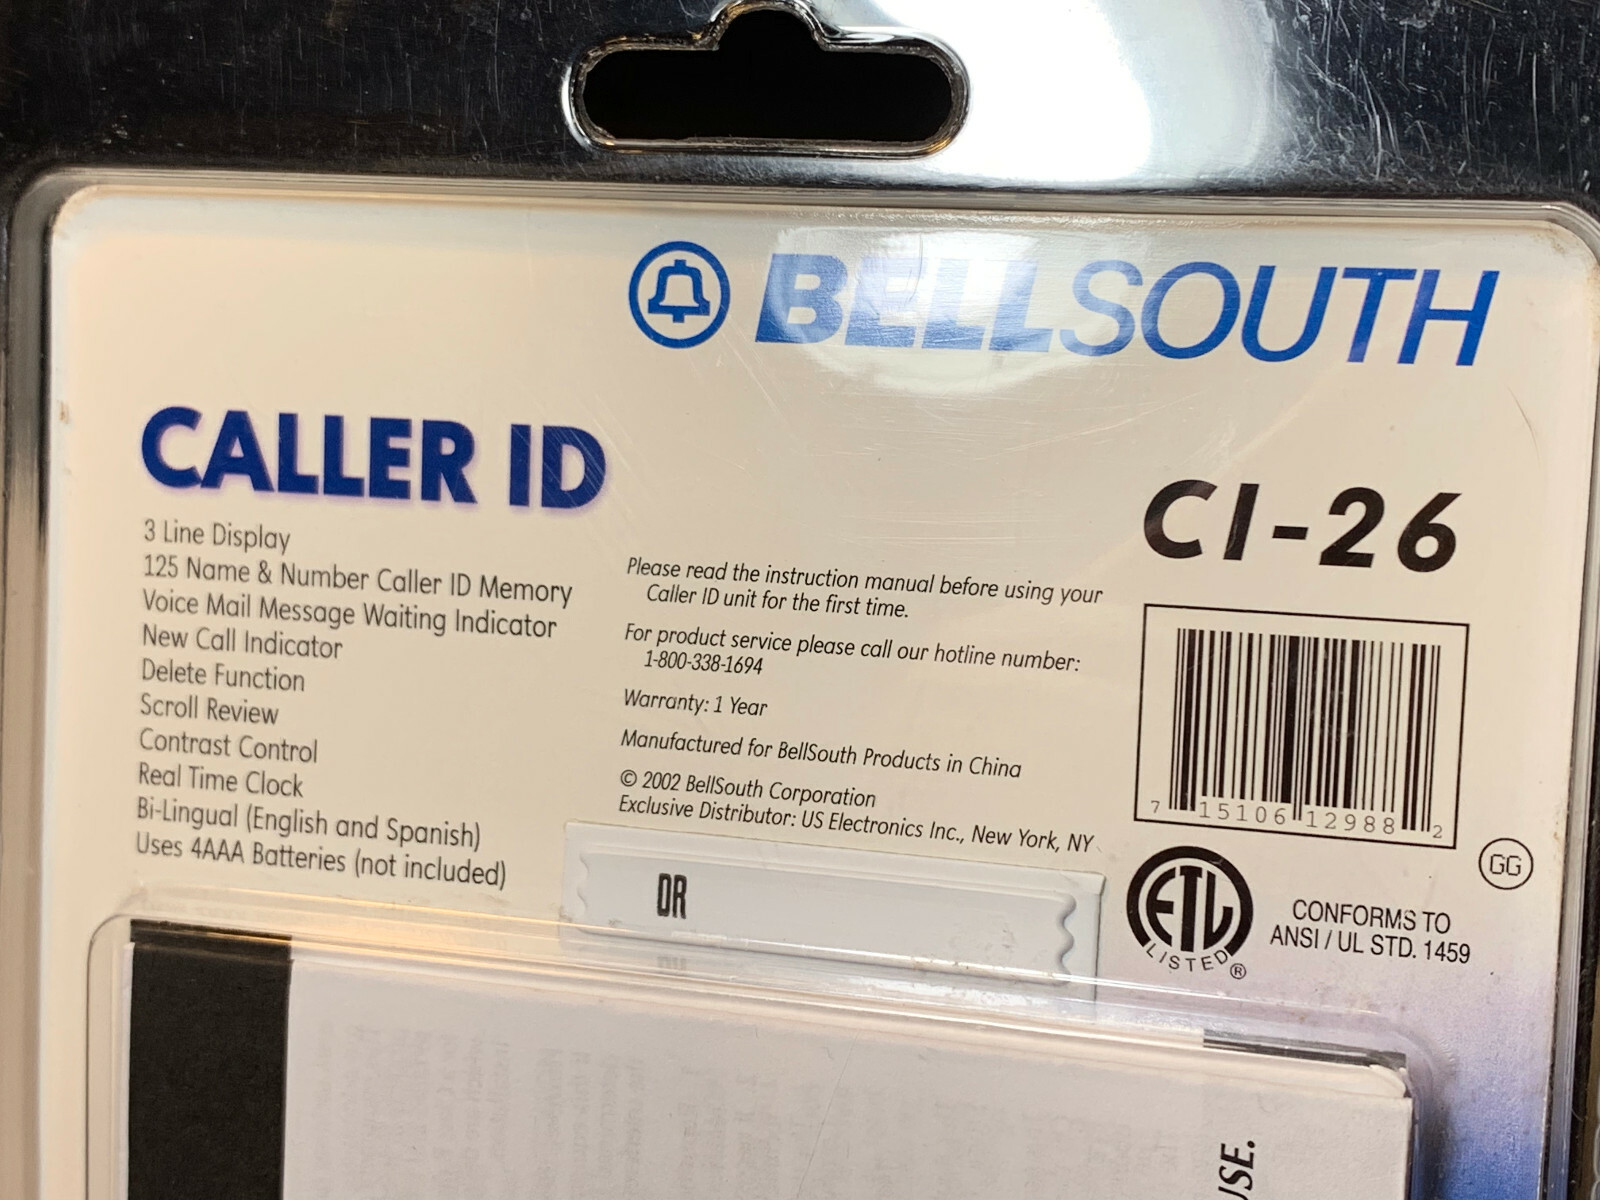 BELLSOUTH
CALLER ID
3 Line Display
125 Name & Number Caller ID Memory
Voice Mail Message Waiting Indicator
New Call Indicator
Delete Function
Scroll Review
Contrast Control
Real Time Clock
Bi-Lingual (English and Spanish)
Uses 4AAA Batteries (not included)
Please read the instruction manual before using your
Caller ID unit for the first time.
For product service please call our hotline number:
1-800-338-1694
Warranty: 1 Year
Manufactured for BellSouth Products in China
© 2002 BellSouth Corporation
Exclusive Distributor: US Electronics Inc., New York, NY
OR
CI-26
7 15106 12988 2
GG
ETL
LISTED®
CONFORMS TO
ANSI / UL STD. 1459
USE.